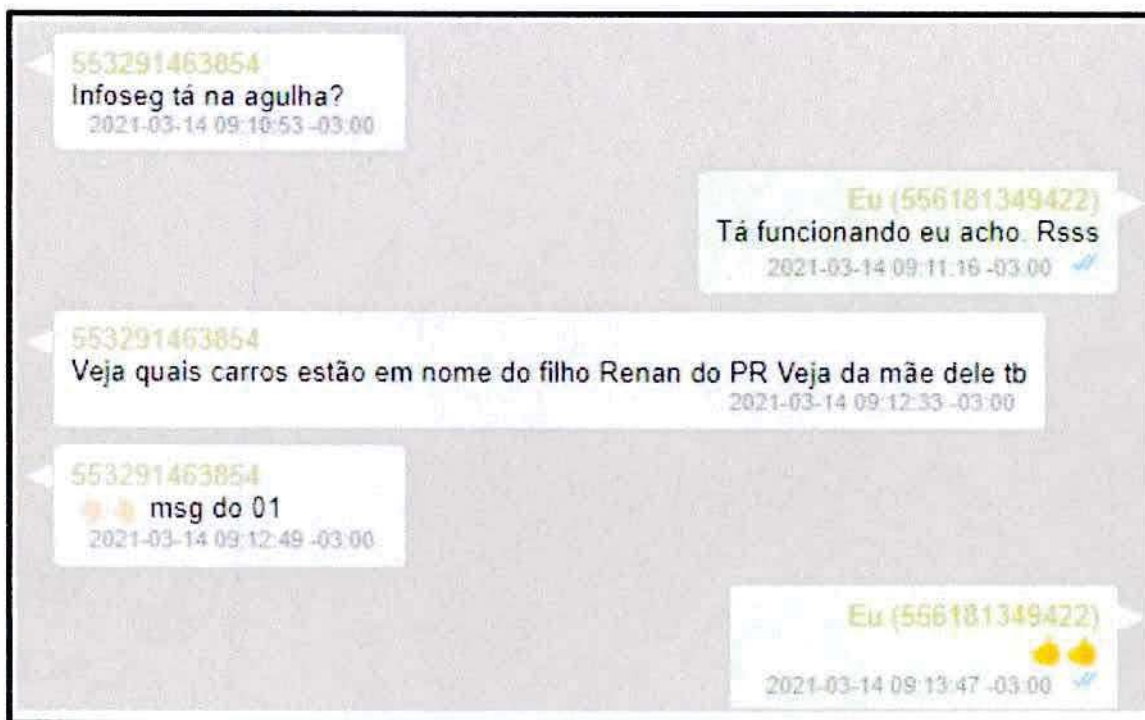 553291463854
Infoseg tá na agulha?
2021-03-14 09:10:53 -03:00
Eu (556181349422)
Tá funcionando eu acho. Rsss
2021-03-14 09:11:16 -03:00
553291463854
Veja quais carros estão em nome do filho Renan do PR Veja da mãe dele tb
2021-03-14 09:12:33 -03:00
553291463854
msg do 01
2021-03-14 09:12:49 -03:00
Eu (556181349422)
2021-03-14 09:13:47 -03:00